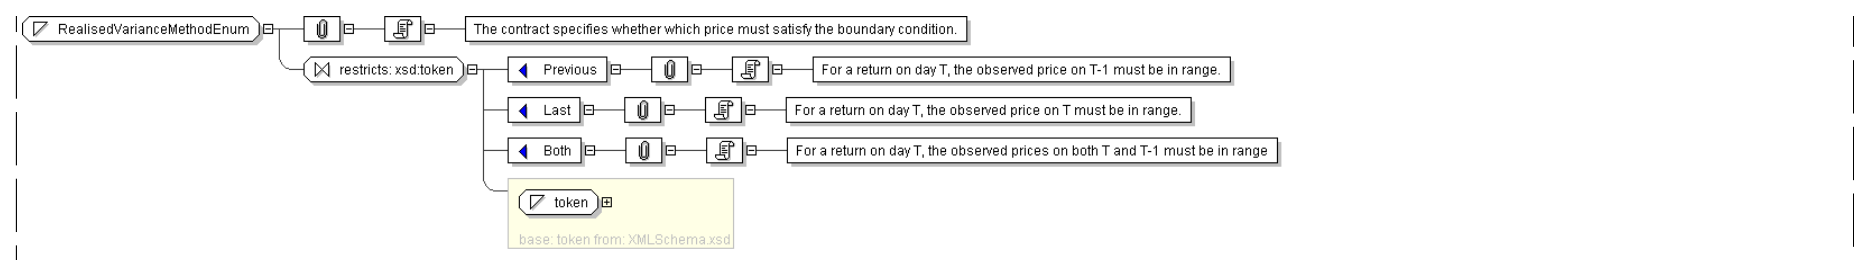 RealisedVarianceMethodEnum
The contract specifies whether which price must satisfy the boundary condition.
restricts: xsd:token
Previous
For a return on day T, the observed price on T-1 must be in range.
Last
For a return on day T, the observed price on T must be in range.
Both
For a return on day T, the observed prices on both T and T-1 must be in range
token
base: token from: XMLSchema.xsd